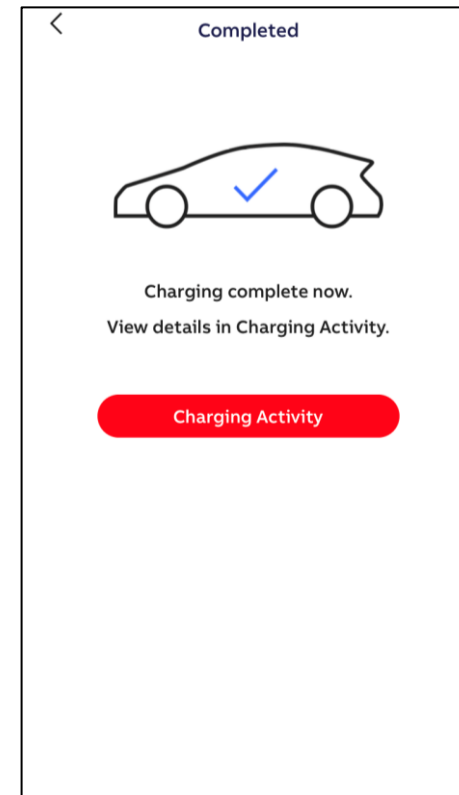 Completed
Charging complete now.
View details in Charging Activity.
Charging Activity